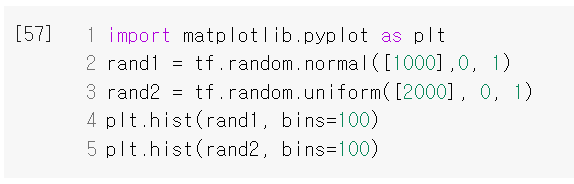 [57] 1 import matplotlib.pyplot as plt
2 rand1 = tf.random.normal([1000],0, 1)
3 rand2 = tf.random.uniform([2000], 0, 1)
4 plt.hist(rand1, bins=100)
5 plt.hist(rand2, bins=100)